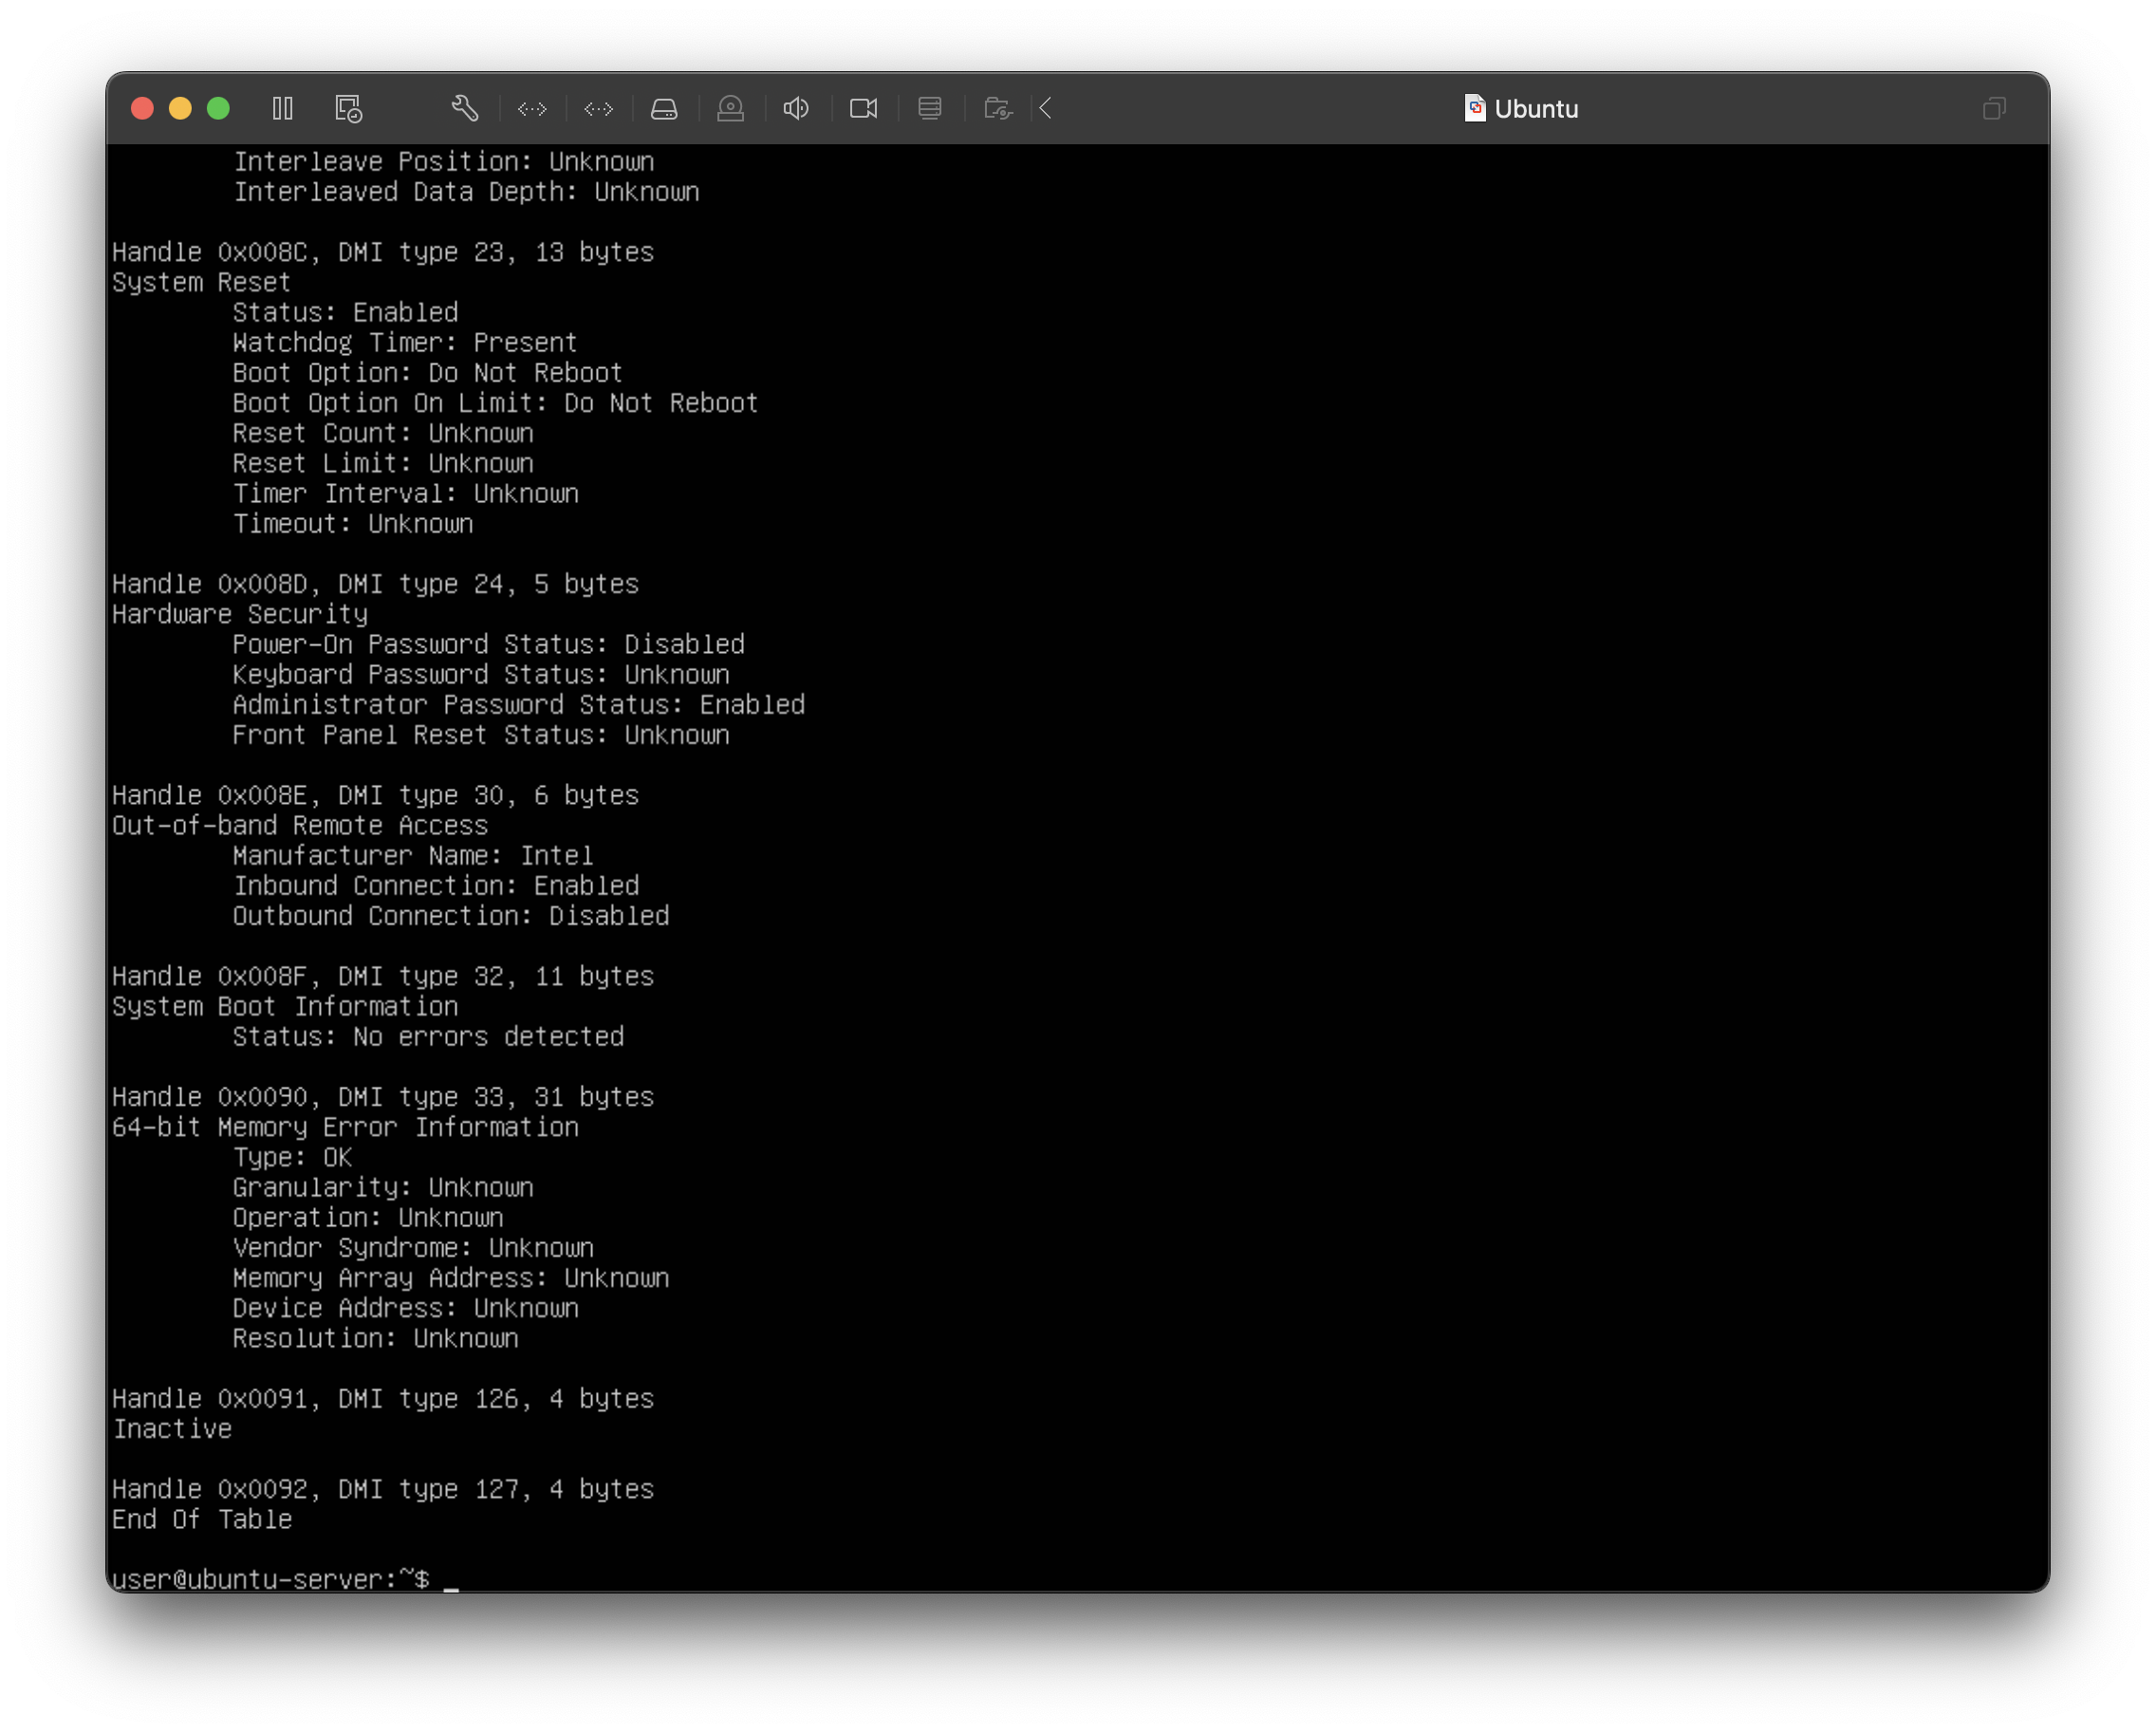 Ubuntu
Interleave Position: Unknown
Interleaved Data Depth: Unknown
Handle 0x008C, DMI type 23, 13 bytes
System Reset
Status: Enabled
Watchdog Timer: Present
Boot Option: Do Not Reboot
Boot Option On Limit: Do Not Reboot
Reset Count: Unknown
Reset Limit: Unknown
Timer Interval: Unknown
Timeout: Unknown
Handle 0x008D, DMI type 24, 5 bytes
Hardware Security
Power-On Password Status: Disabled
Keyboard Password Status: Unknown
Administrator Password Status: Enabled
Front Panel Reset Status: Unknown
Handle 0x008E, DMI type 30, 6 bytes
Out-of-band Remote Access
Manufacturer Name: Intel
Inbound Connection: Enabled
Outbound Connection: Disabled
Handle 0x008F, DMI type 32, 11 bytes
System Boot Information
Status: No errors detected
Handle 0x0090, DMI type 33, 31 bytes
64-bit Memory Error Information
Type: OK
Granularity: Unknown
Operation: Unknown
Vendor Syndrome: Unknown
Memory Array Address: Unknown
Device Address: Unknown
Resolution: Unknown
Handle 0x0091, DMI type 126, 4 bytes
Inactive
Handle 0x0092, DMI type 127, 4 bytes
End Of Table
user@ubuntu-server:~$ _